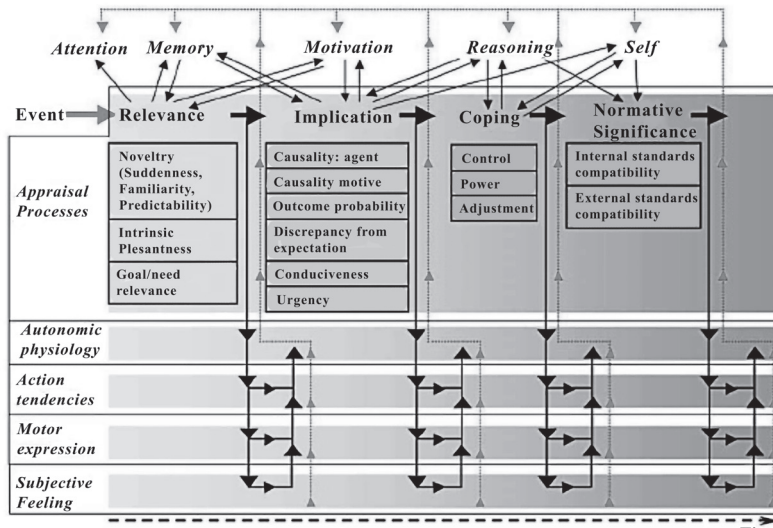 Attention Memory Motivation Reasoning Self
Event Relevance Implication Coping Normative
Significance
Appraisal
Processes
Noveltry
(Suddenness,
Familiarity,
Predictability)
Intrinsic
Plesantness
Goal/need
relevance
Causality: agent
Causality motive
Outcome probability
Discrepancy from
expectation
Conduciveness
Urgency
Control
Power
Adjustment
Internal standards
compatibility
External standards
compatibility
Autonomic
physiology
Action
tendencies
Motor
expression
Subjective
Feeling